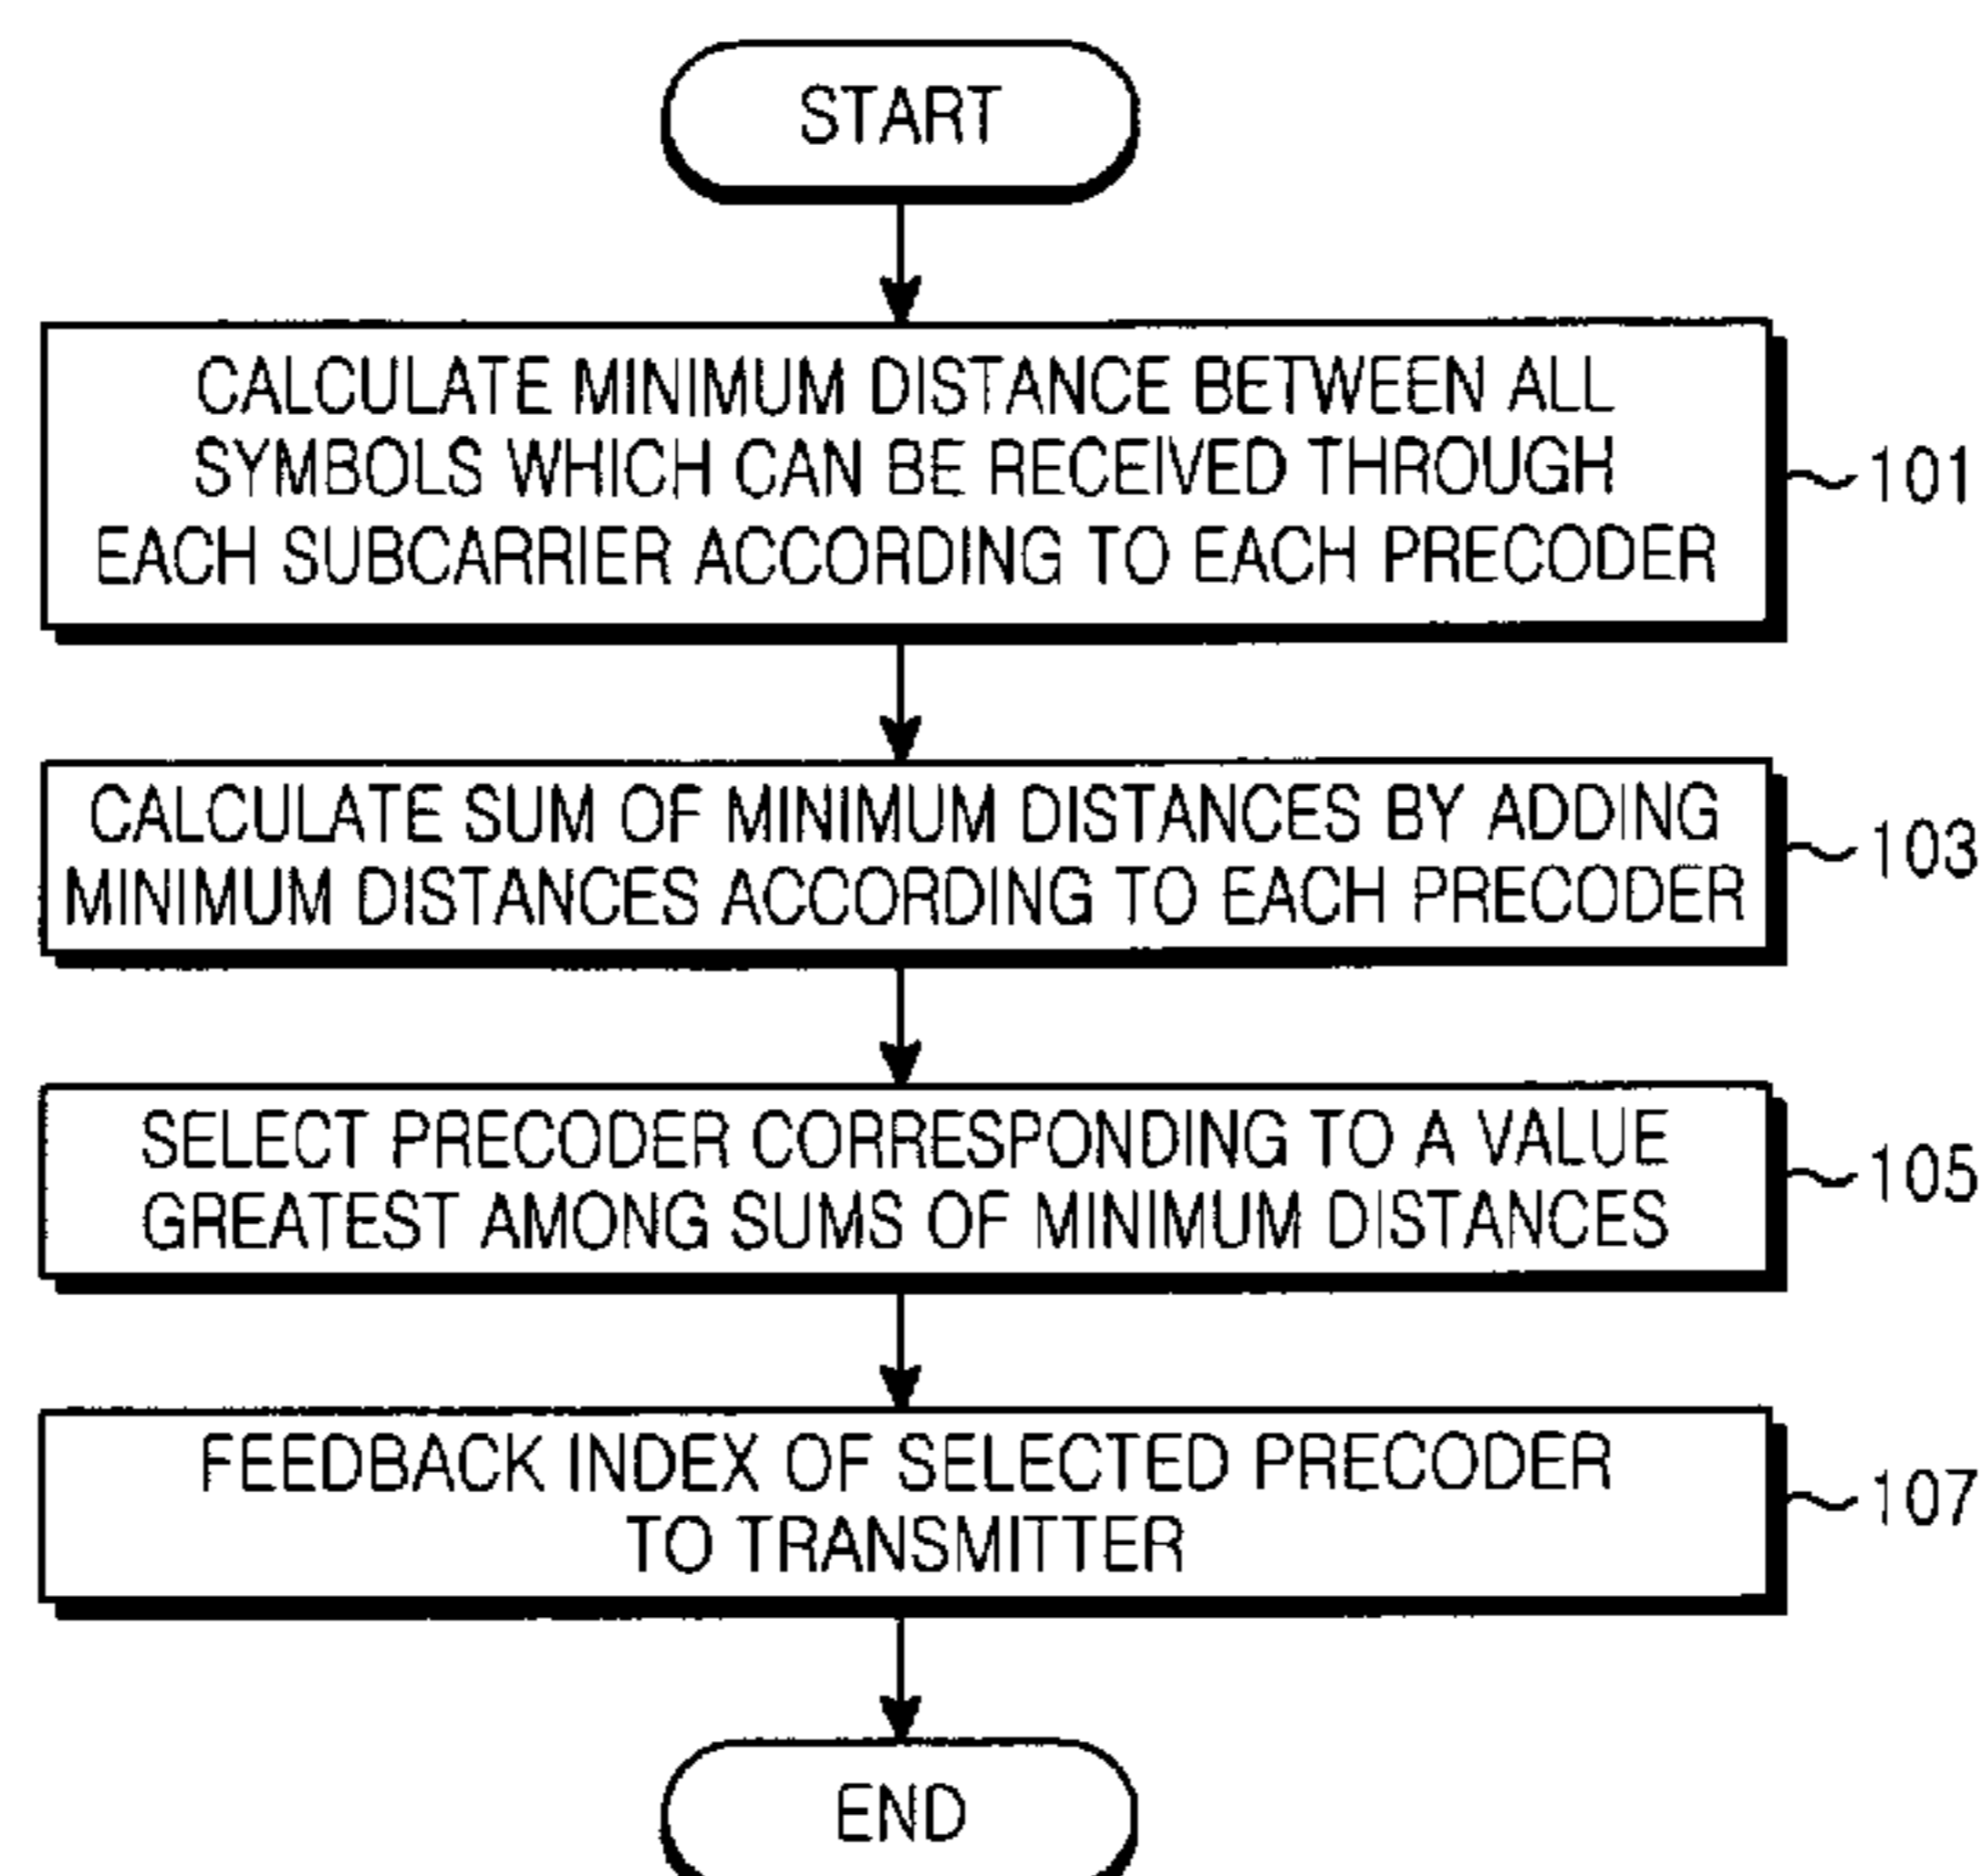 START
CALCULATE MINIMUM DISTANCE BETWEEN ALL
SYMBOLS WHICH CAN BE RECEIVED THROUGH
EACH SUBCARRIER ACCORDING TO EACH PRECODER
101
CALCULATE SUM OF MINIMUM DISTANCES BY ADDING
MINIMUM DISTANCES ACCORDING TO EACH PRECODER
103
SELECT PRECODER CORRESPONDING TO A VALUE
GREATEST AMONG SUMS OF MINIMUM DISTANCES
105
FEEDBACK INDEX OF SELECTED PRECODER
TO TRANSMITTER
107
END